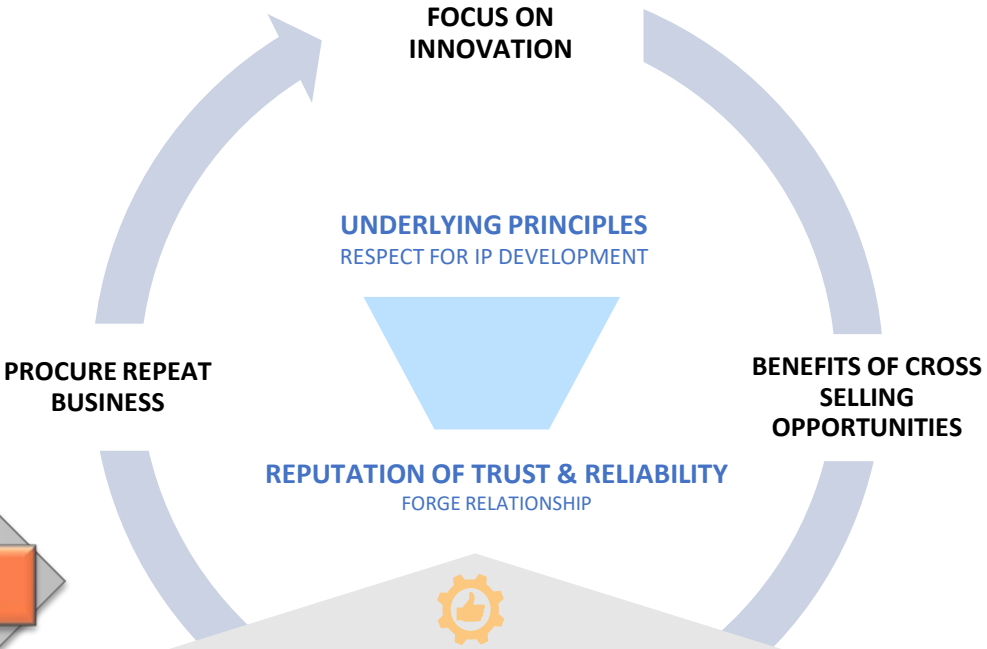 FOCUS ON
INNOVATION
UNDERLYING PRINCIPLES
RESPECT FOR IP DEVELOPMENT
PROCURE REPEAT
BUSINESS
BENEFITS OF CROSS
SELLING
OPPORTUNITIES
REPUTATION OF TRUST & RELIABILITY
FORGE RELATIONSHIP